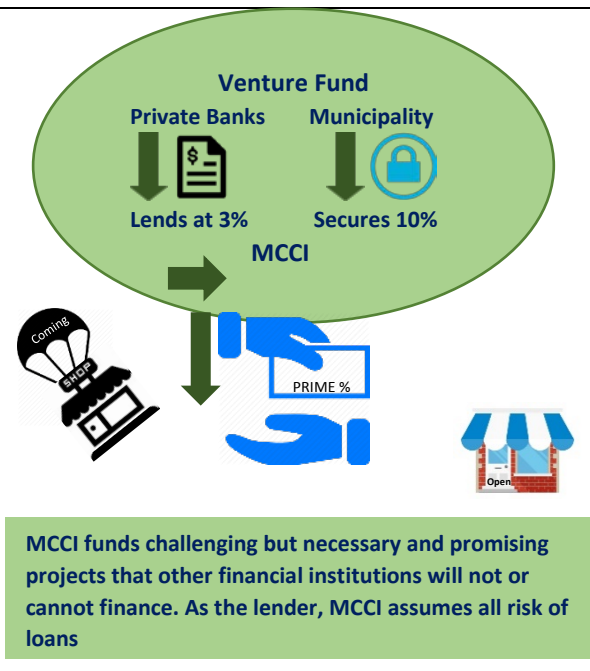 Venture Fund
Private Banks Municipality
$
Lends at 3% Secures 10%
MCCI
Coming
SHOP
PRIME %
Open
MCCI funds challenging but necessary and promising
projects that other financial institutions will not or
cannot finance. As the lender, MCCI assumes all risk of
loans